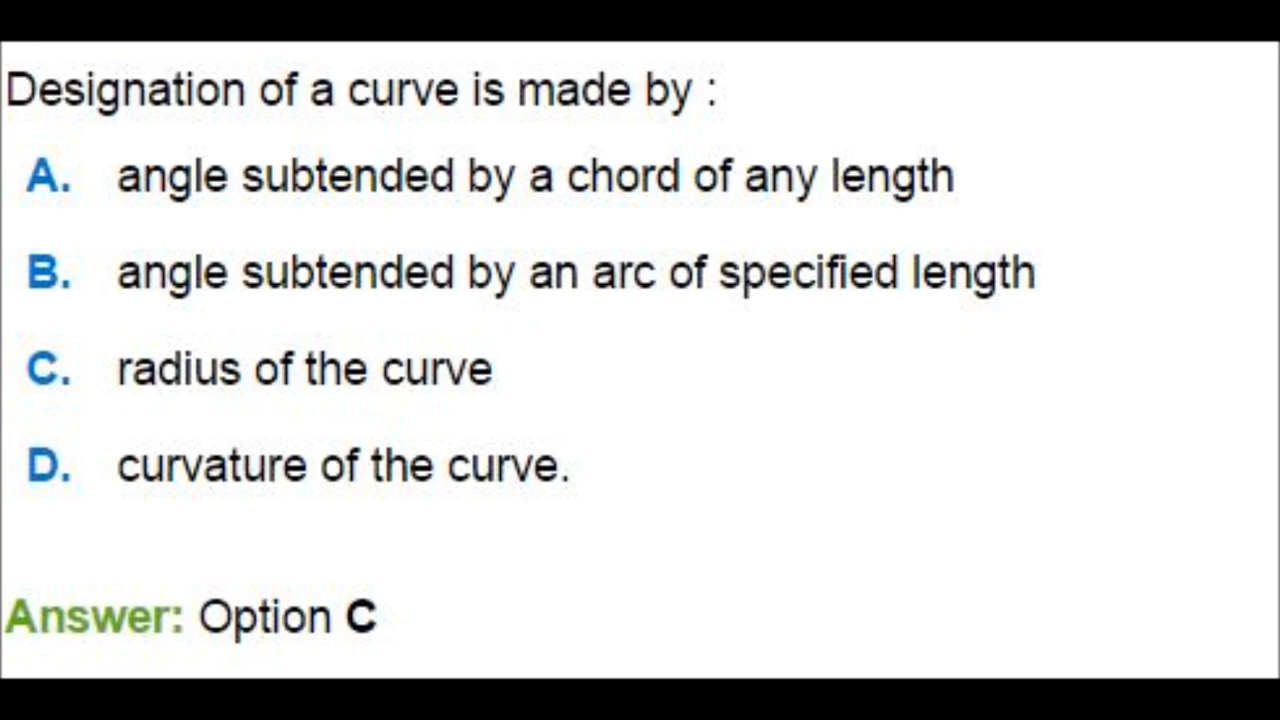 Designation of a curve is made by :
A. angle subtended by a chord of any length
B. angle subtended by an arc of specified length
C. radius of the curve
D. curvature of the curve.
Answer: Option C